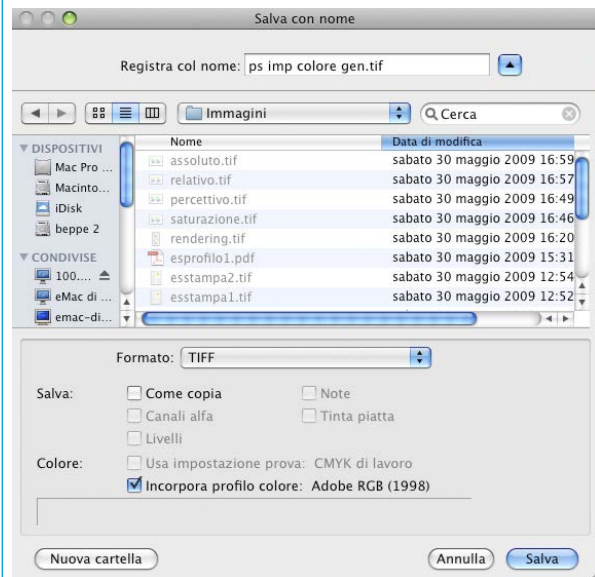 Salva con nome
Registra col nome: ps imp colore gen.tif
Immagini
Cerca
DISPOSITIVI
Mac Pro ...
Macinto...
iDisk
beppe 2
CONDIVISE
100....
eMac di ...
emac-di...
Nome Data di modifica
assoluto.tif sabato 30 maggio 2009 16:59
relativo.tif sabato 30 maggio 2009 16:57
percettivo.tif sabato 30 maggio 2009 16:49
saturazione.tif sabato 30 maggio 2009 16:46
rendering.tif sabato 30 maggio 2009 16:20
esprofilo1.pdf sabato 30 maggio 2009 15:31
esstampa2.tif sabato 30 maggio 2009 12:54
esstampa1.tif sabato 30 maggio 2009 12:52
Formato: TIFF
Salva: Come copia Note
Canali alfa Tinta piatta
Livelli
Colore: Usa impostazione prova: CMYK di lavoro
Incorpora profilo colore: Adobe RGB (1998)
Nuova cartella Annulla Salva